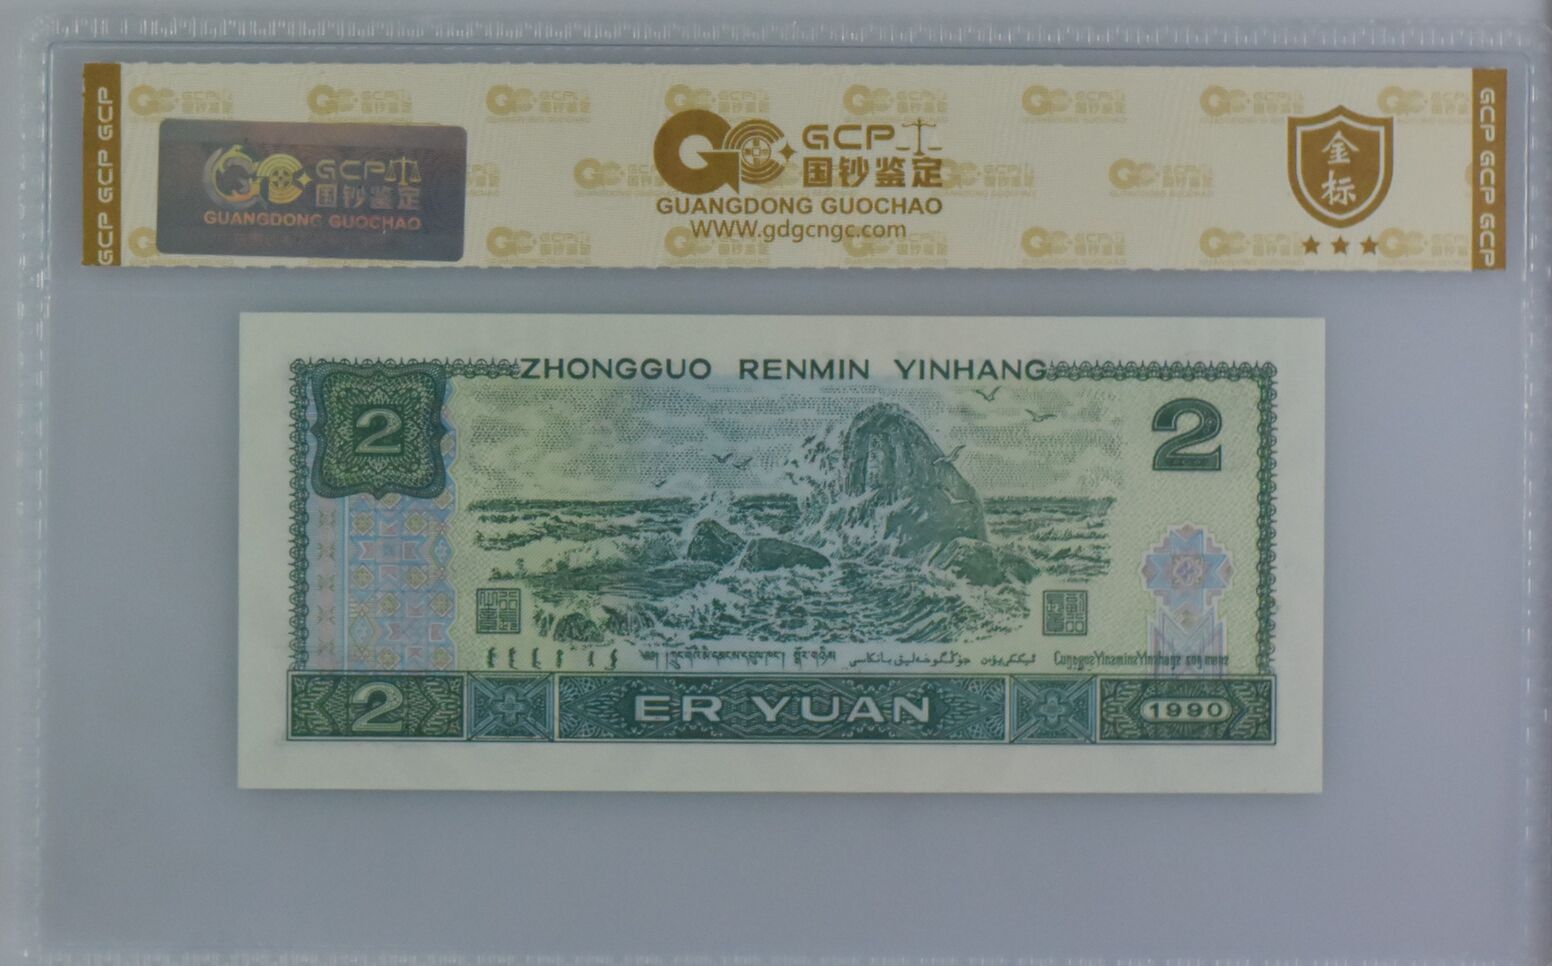 GCP GCP GCP
GCP
国钞鉴定
GUANGDONG GUOCHAO
GCP
国钞鉴定
GUANGDONG GUOCHAO
WWW.gdgcngc.com
金标
GCP GCP GCP
ZHONGGUO RENMIN YINHANG
2
2
2
ER YUAN
1990